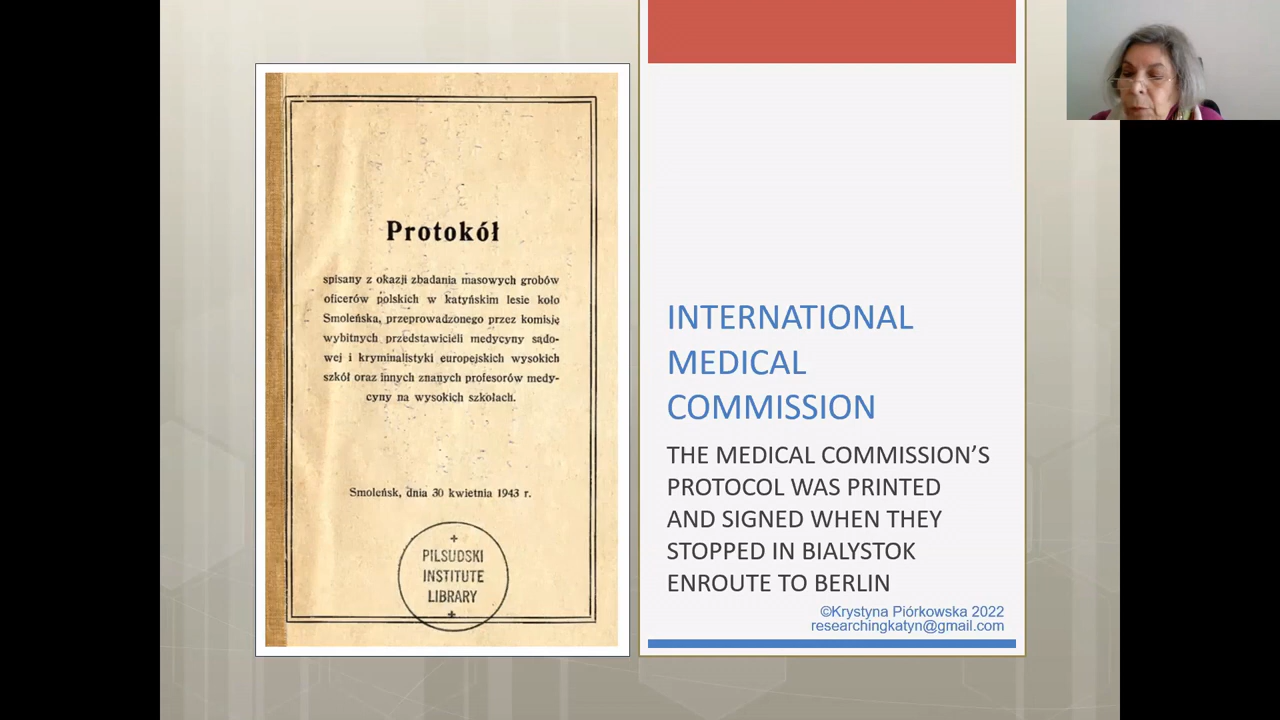 Protokół
spisany z okazji zbadania masowych grobów
oficerów polskich w katyńskim lesie koło
Smoleńska, przeprowadzonego przez komisję
wybitnych przedstawicieli medycyny sądo-
wej i kryminalistyki europejskich wysokich
szkół oraz innych znanych profesorów medy-
cyny na wysokich szkołach.
Smoleńsk, dnia 30 kwietnia 1943 r.
PILSUDSKI
INSTITUTE
LIBRARY
INTERNATIONAL
MEDICAL
COMMISSION
THE MEDICAL COMMISSION’S
PROTOCOL WAS PRINTED
AND SIGNED WHEN THEY
STOPPED IN BIALYSTOK
ENROUTE TO BERLIN
©Krystyna Piórkowska 2022
researchingkatyn@gmail.com